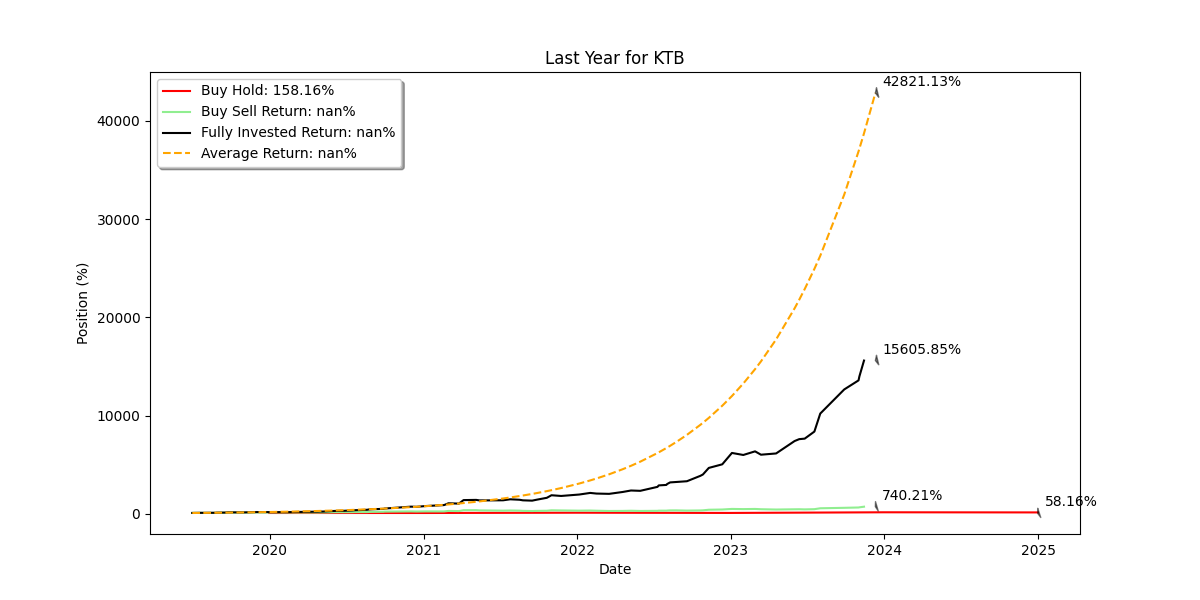 Last Year for KTB
Buy Hold: 158.16%
Buy Sell Return: nan%
Fully Invested Return: nan%
Average Return: nan%
42821.13%
15605.85%
740.21%
58.16%
Position (%)
40000
30000
20000
10000
0
2020 2021 2022 2023 2024 2025
Date